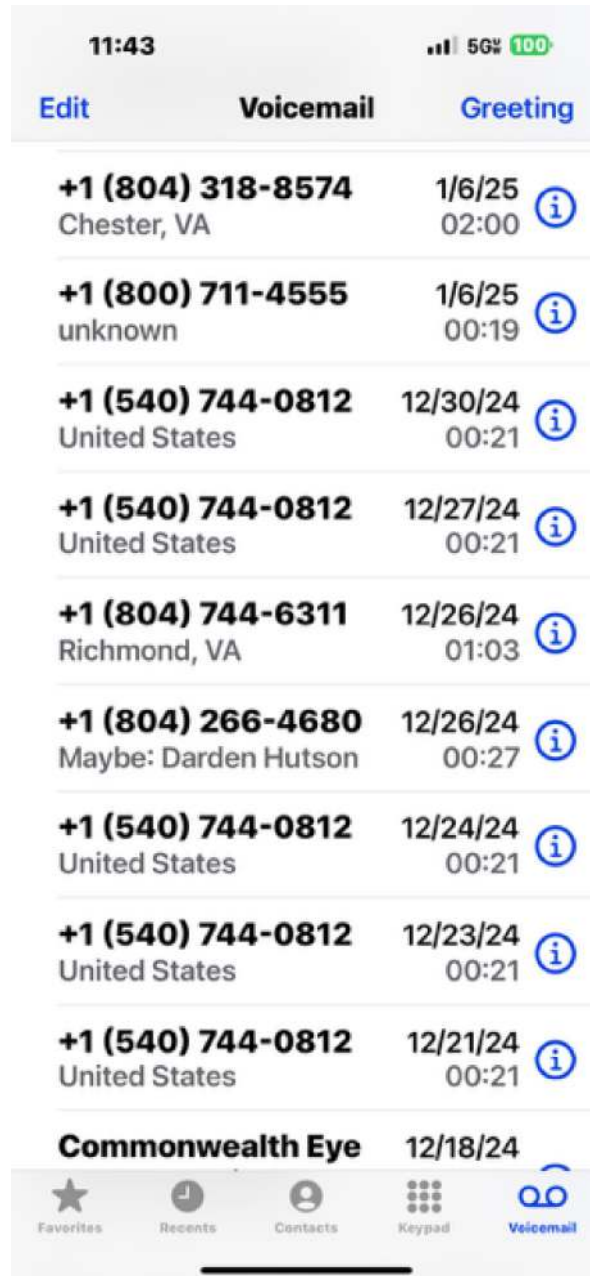 11:43 5G 100
Edit Voicemail Greeting
+1 (804) 318-8574 1/6/25
Chester, VA 02:00
+1 (800) 711-4555 1/6/25
unknown 00:19
+1 (540) 744-0812 12/30/24
United States 00:21
+1 (540) 744-0812 12/27/24
United States 00:21
+1 (804) 744-6311 12/26/24
Richmond, VA 01:03
+1 (804) 266-4680 12/26/24
Maybe: Darden Hutson 00:27
+1 (540) 744-0812 12/24/24
United States 00:21
+1 (540) 744-0812 12/23/24
United States 00:21
+1 (540) 744-0812 12/21/24
United States 00:21
Commonwealth Eye 12/18/24
Favorites Recents Contacts Keypad Voicemail